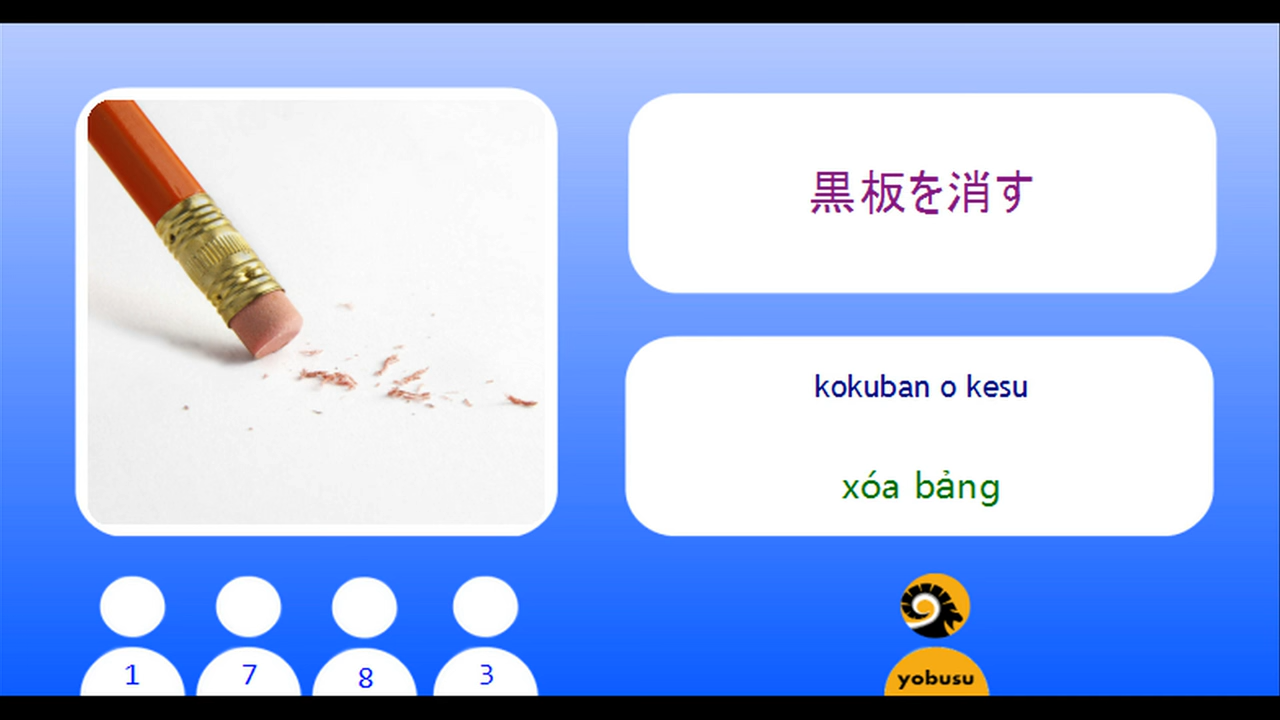 黒板を消す
kokuban o kesu
xóa bảng
1 7 8 3
yobusu